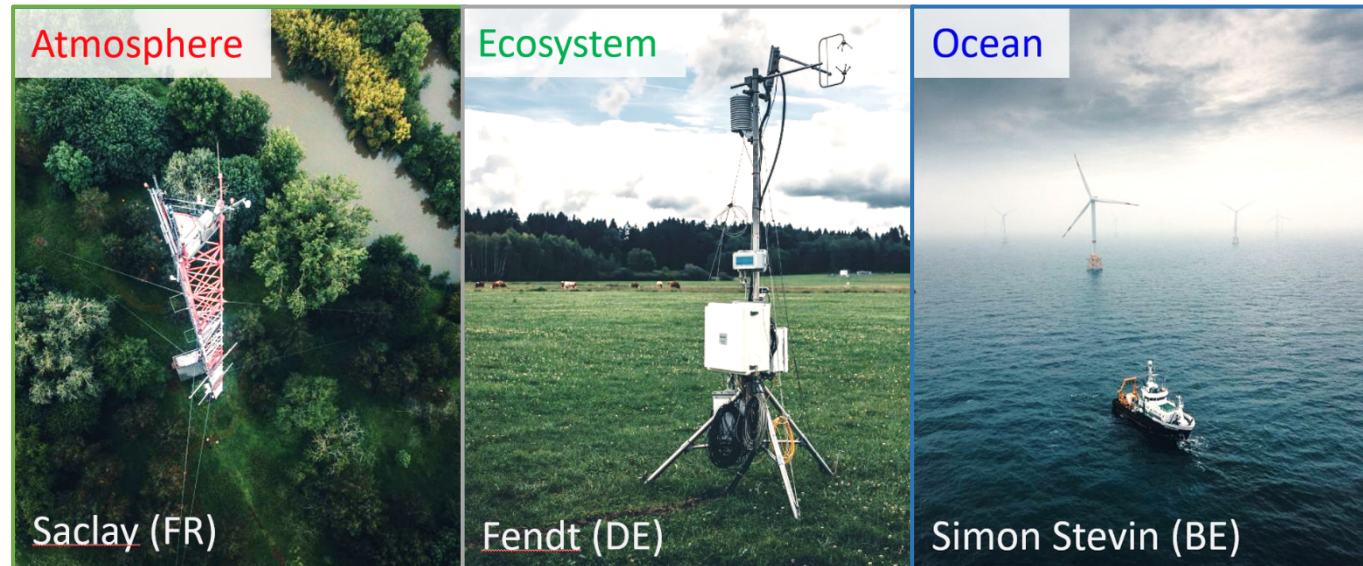 Atmosphere
Ecosystem
Ocean
Saclay (FR)
Fendt (DE)
Simon Stevin (BE)